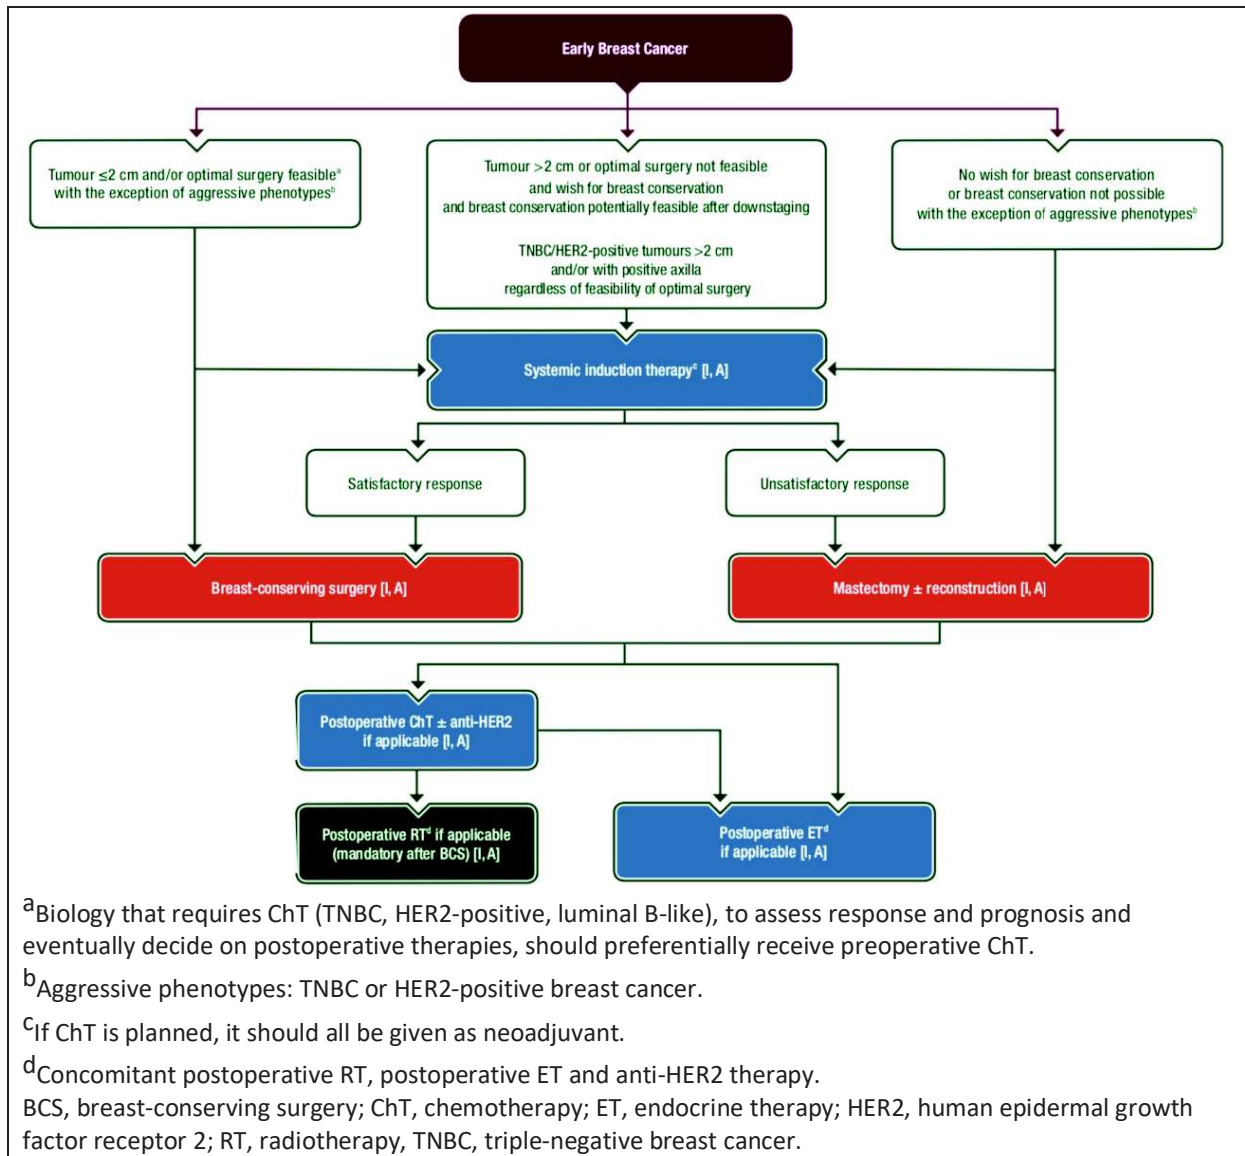 Early Breast Cancer
Tumour ≤2 cm and/or optimal surgery feasibleª
with the exception of aggressive phenotypesᵇ
Tumour >2 cm or optimal surgery not feasible
and wish for breast conservation
and breast conservation potentially feasible after downstaging
TNBC/HER2-positive tumours >2 cm
and/or with positive axilla
regardless of feasibility of optimal surgery
No wish for breast conservation
or breast conservation not possible
with the exception of aggressive phenotypesᵇ
Systemic induction therapyᶜ [I, A]
Satisfactory response
Unsatisfactory response
Breast-conserving surgery [I, A]
Mastectomy ± reconstruction [I, A]
Postoperative ChT ± anti-HER2
if applicable [I, A]
Postoperative RTᵈ if applicable
(mandatory after BCS) [I, A]
Postoperative ETᵈ
if applicable [I, A]
ªBiology that requires ChT (TNBC, HER2-positive, luminal B-like), to assess response and prognosis and
eventually decide on postoperative therapies, should preferentially receive preoperative ChT.
ᵇAggressive phenotypes: TNBC or HER2-positive breast cancer.
ᶜIf ChT is planned, it should all be given as neoadjuvant.
ᵈConcomitant postoperative RT, postoperative ET and anti-HER2 therapy.
BCS, breast-conserving surgery; ChT, chemotherapy; ET, endocrine therapy; HER2, human epidermal growth
factor receptor 2; RT, radiotherapy, TNBC, triple-negative breast cancer.